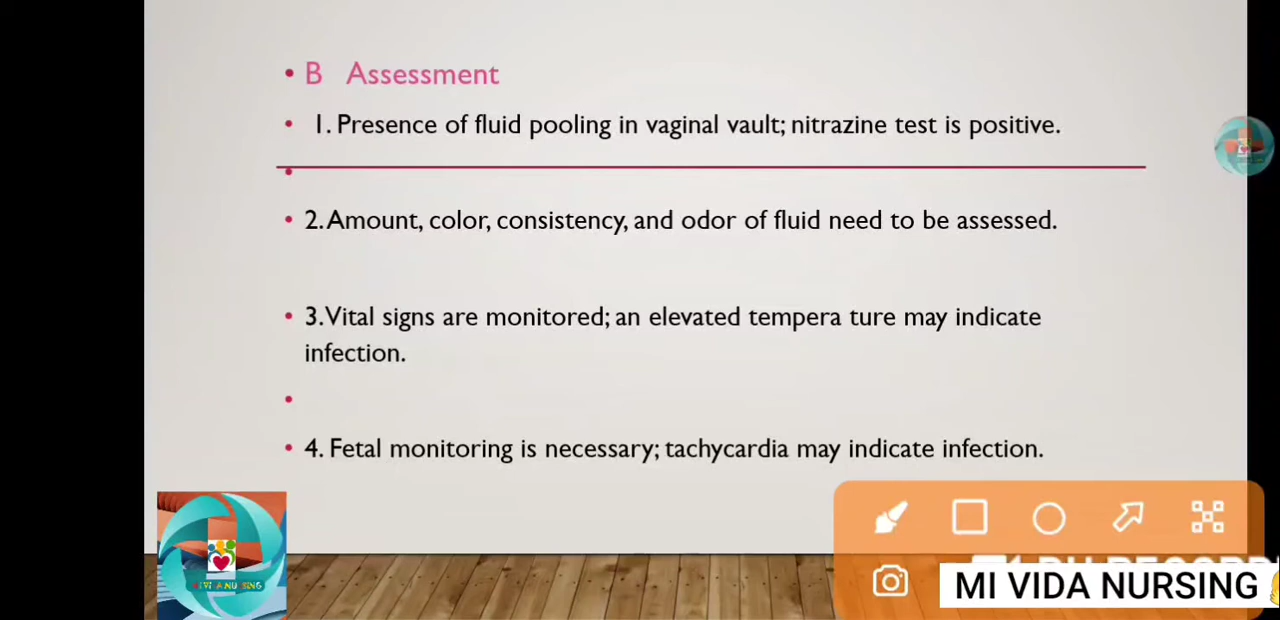 B Assessment
1. Presence of fluid pooling in vaginal vault; nitrazine test is positive.
2. Amount, color, consistency, and odor of fluid need to be assessed.
3. Vital signs are monitored; an elevated tempera ture may indicate
infection.
4. Fetal monitoring is necessary; tachycardia may indicate infection.
MI VIDA NURSING